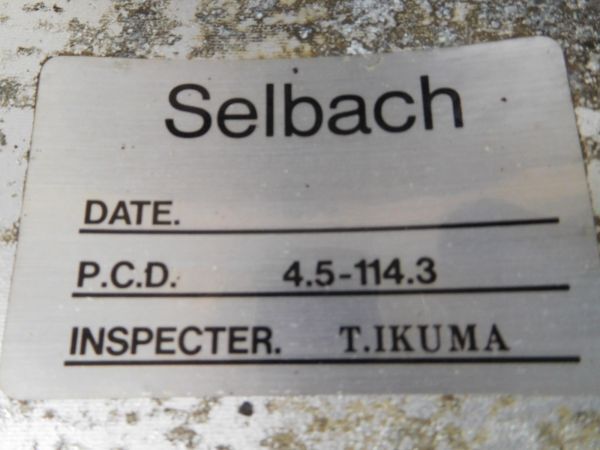 Selbach
DATE.
P.C.D. 4.5-114.3
INSPECTER. T.IKUMA